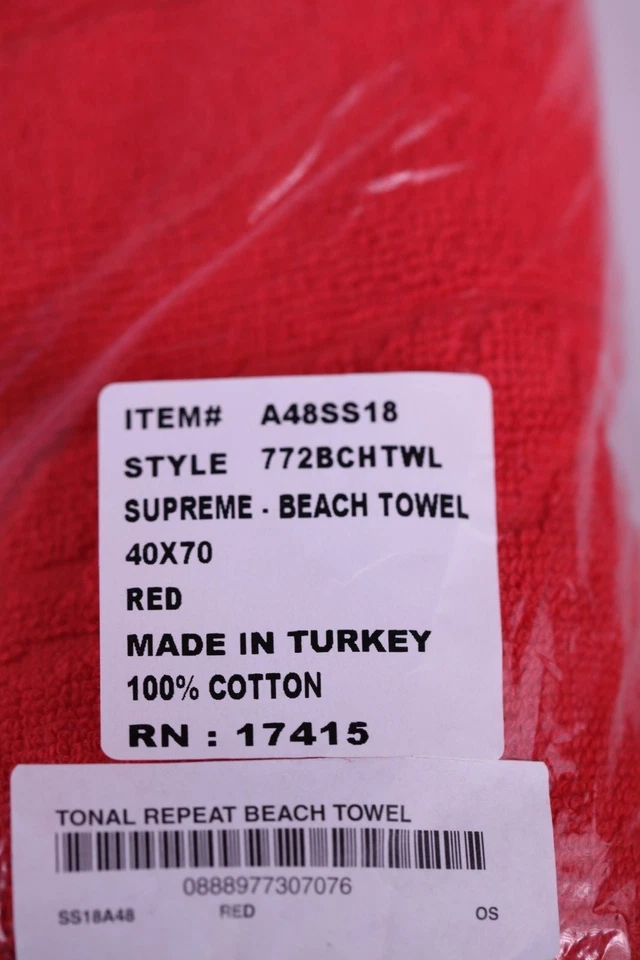 ITEM# A48SS18
STYLE 772BCHTWL
SUPREME - BEACH TOWEL
40X70
RED
MADE IN TURKEY
100% COTTON
RN : 17415
TONAL REPEAT BEACH TOWEL
0888977307076
SS18A48 RED OS